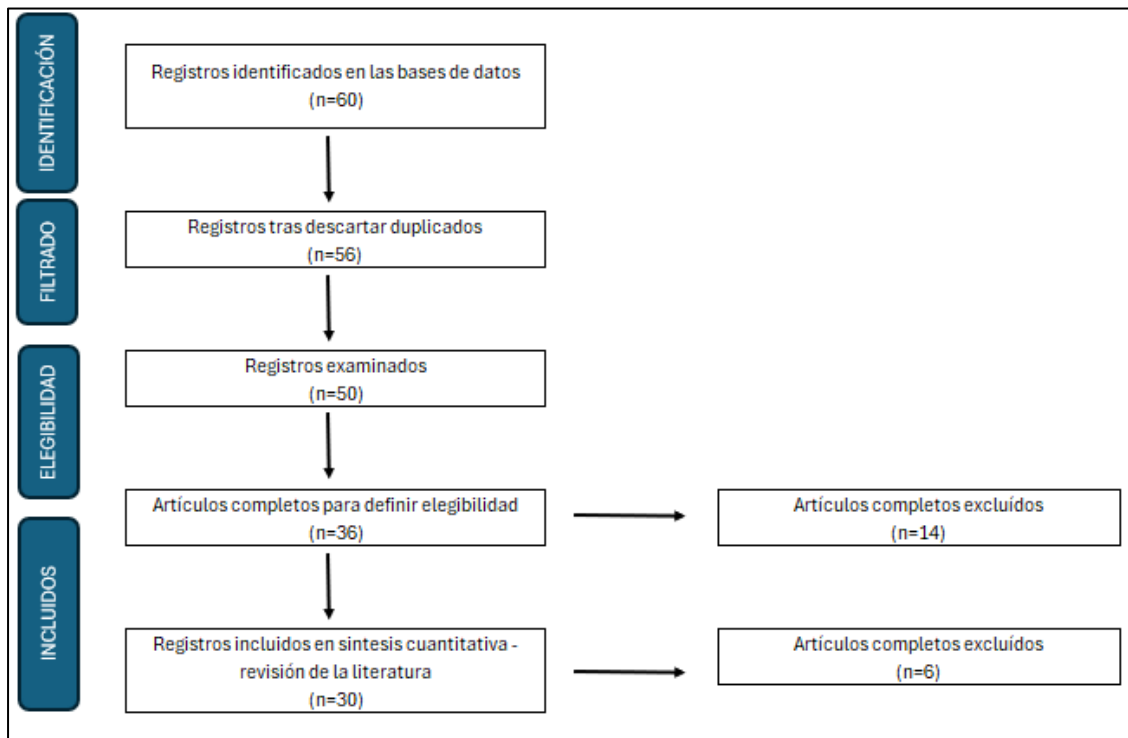 IDENTIFICACIÓN
Registros identificados en las bases de datos
(n=60)
FILTRADO
Registros tras descartar duplicados
(n=56)
ELEGIBILIDAD
Registros examinados
(n=50)
Artículos completos para definir elegibilidad
(n=36)
Artículos completos excluídos
(n=14)
INCLUIDOS
Registros incluidos en sintesis cuantitativa -
revisión de la literatura
(n=30)
Artículos completos excluídos
(n=6)